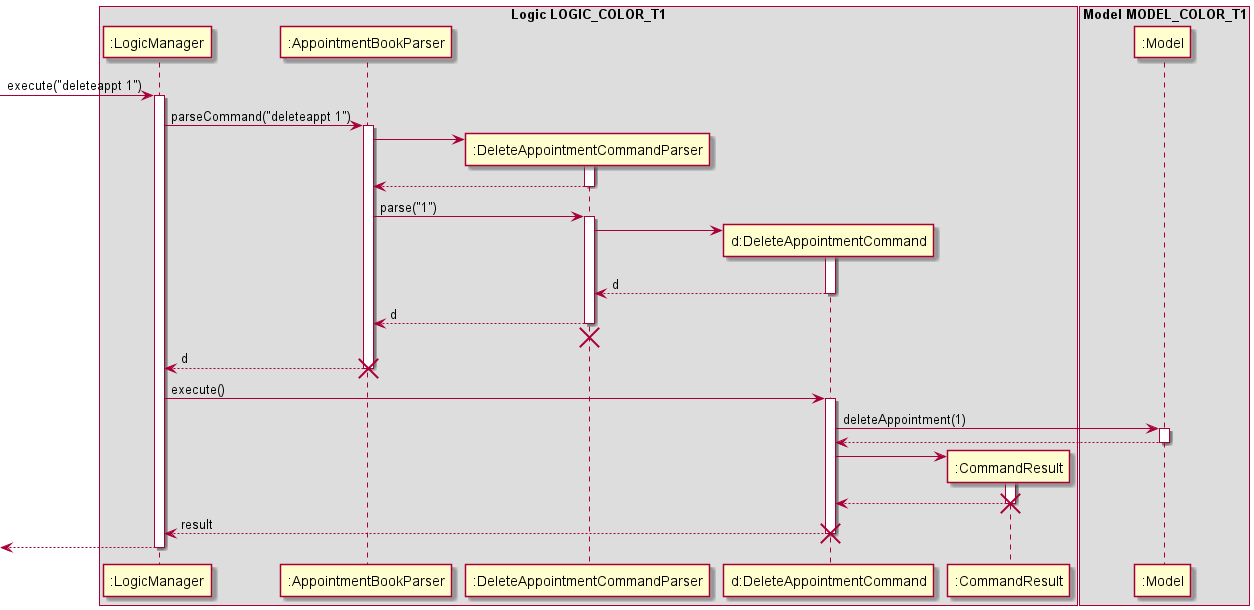 Logic LOGIC_COLOR_T1
Model MODEL_COLOR_T1
:LogicManager
:AppointmentBookParser
:Model
execute("deleteappt 1")
parseCommand("deleteappt 1")
:DeleteAppointmentCommandParser
parse("1")
d:DeleteAppointmentCommand
d
d
d
execute()
deleteAppointment(1)
:CommandResult
result
:LogicManager
:AppointmentBookParser
:DeleteAppointmentCommandParser
d:DeleteAppointmentCommand
:CommandResult
:Model